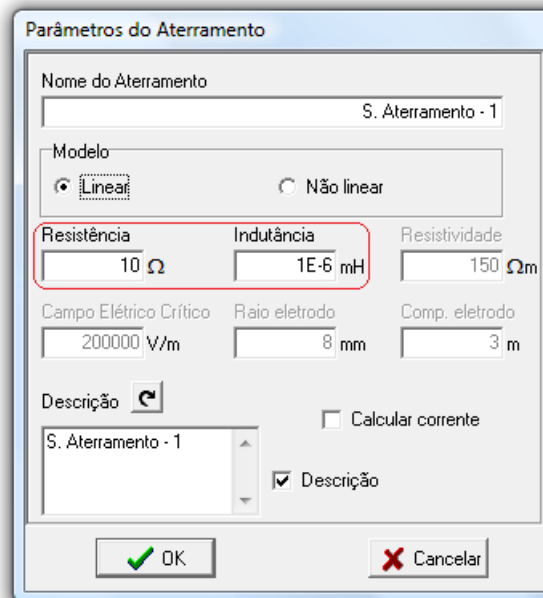 Parâmetros do Aterramento
Nome do Aterramento
S. Aterramento - 1
Modelo
Linear Não linear
Resistência Indutância Resistividade
10 Ω 1E-6 mH 150 Ωm
Campo Elétrico Crítico Raio eletrodo Comp. eletrodo
200000 V/m 8 mm 3 m
Descrição
Calcular corrente
S. Aterramento - 1
Descrição
OK Cancelar